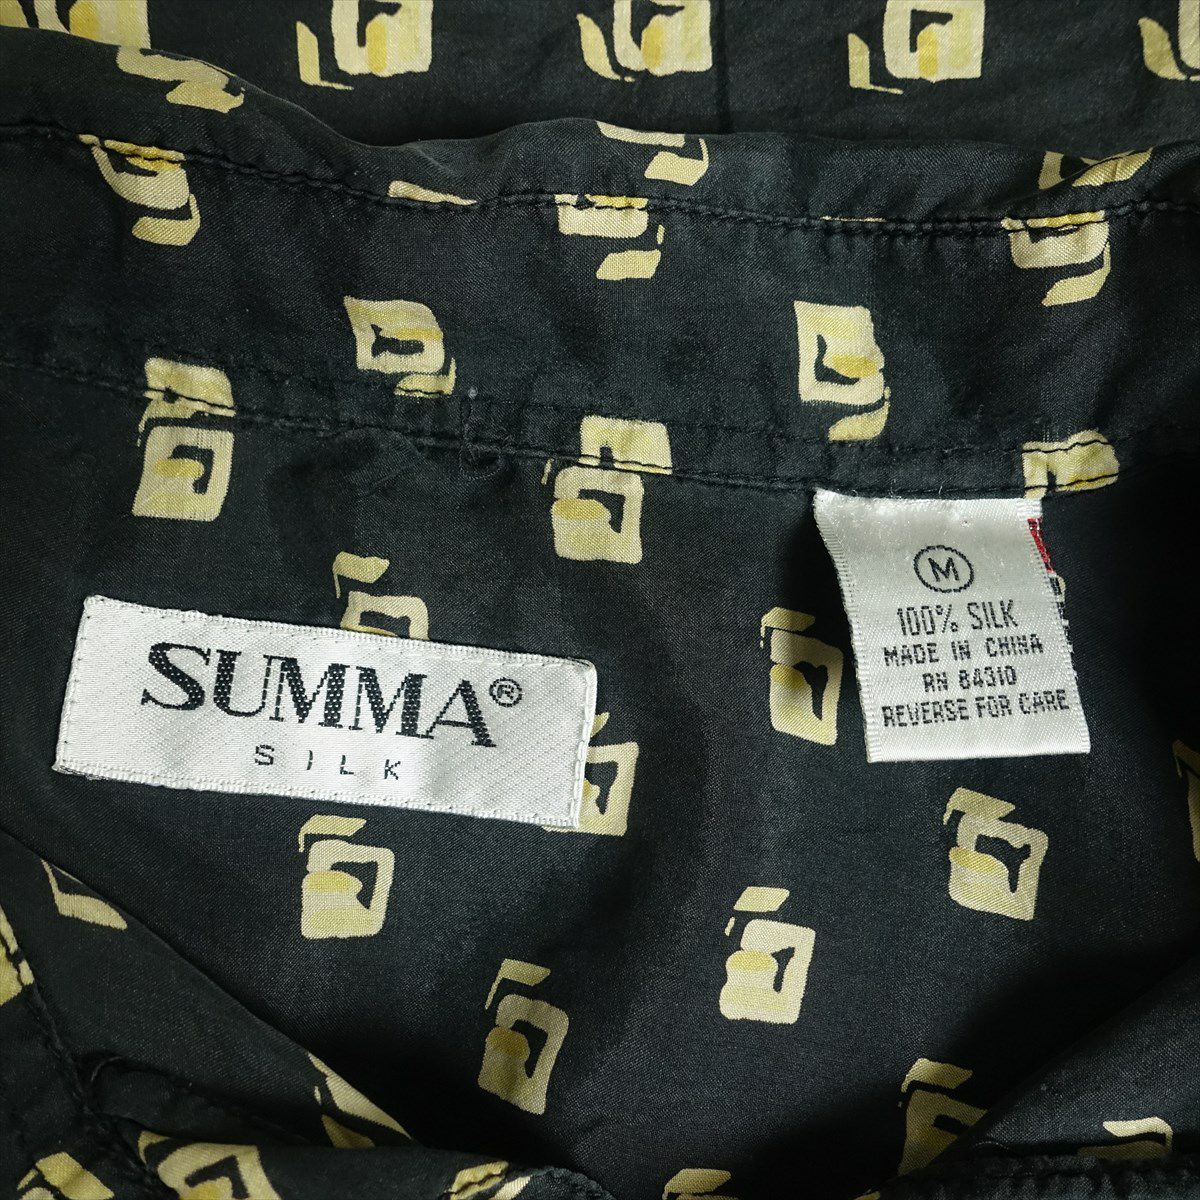 SUMMA®
SILK
M
100% SILK
MADE IN CHINA
RN 84310
REVERSE FOR CARE